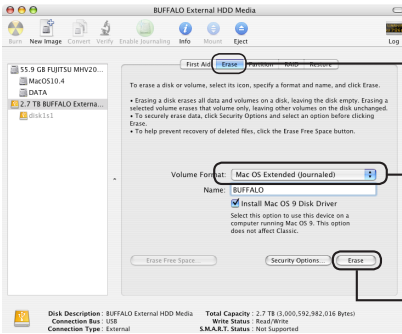 BUFFALO External HDD Media
Burn New Image Convert Verify Enable Journaling Info Mount Eject Log
First Aid Erase Partition RAID Restore
55.9 GB FUJITSU MHV20...
MacOS10.4
DATA
2.7 TB BUFFALO Externa...
disk1s1
To erase a disk or volume, select its icon, specify a format and name, and click Erase.
• Erasing a disk erases all data and volumes on a disk, leaving the disk empty. Erasing a
selected volume erases that volume only, leaving other volumes on the disk unchanged.
• To securely erase data, click Security Options and select an option before clicking
Erase.
• To help prevent recovery of deleted files, click the Erase Free Space button.
Volume Format: Mac OS Extended (Journaled)
Name: BUFFALO
Install Mac OS 9 Disk Driver
Select this option to use this device on a
computer running Mac OS 9. This option
does not affect Classic.
Erase Free Space... Security Options... Erase
Disk Description : BUFFALO External HDD Media Total Capacity : 2.7 TB (3,000,592,982,016 Bytes)
Connection Bus : USB Write Status : Read/Write
Connection Type : External S.M.A.R.T. Status : Not Supported